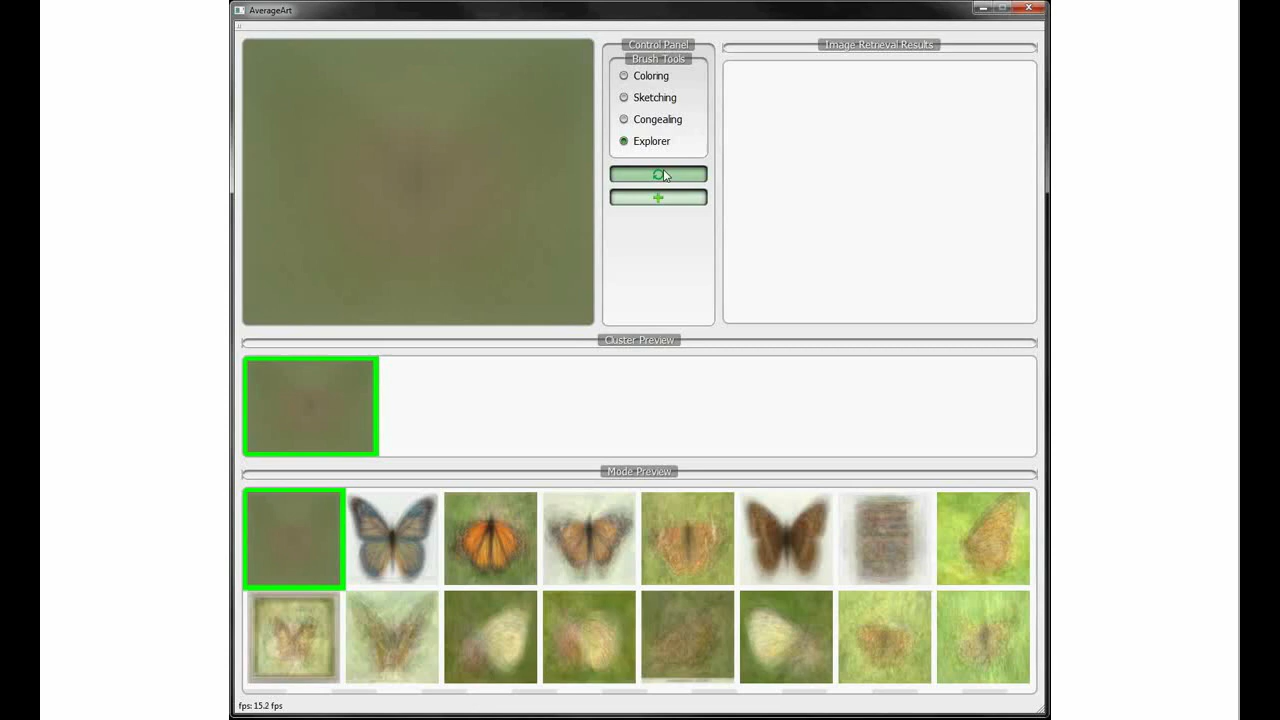 AverageArt
Control Panel
Brush Tools
Coloring
Sketching
Congealing
Explorer
Image Retrieval Results
Cluster Preview
Mode Preview
fps: 15.2 fps